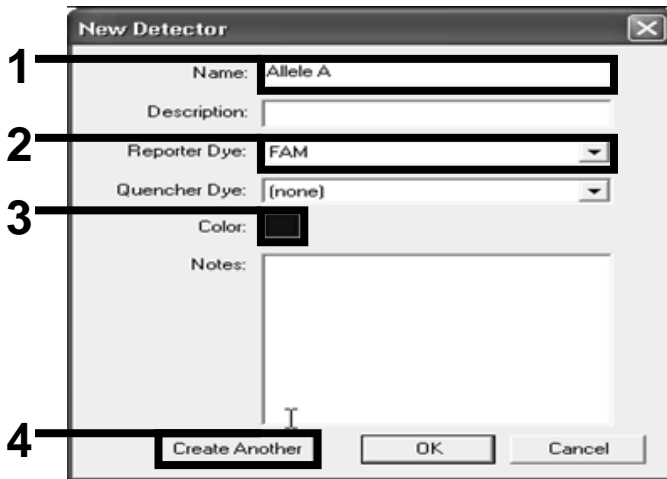 New Detector
1 Name: Allele A
Description:
2 Reporter Dye: FAM
Quencher Dye: (none)
3 Color:
Notes:
4 Create Another OK Cancel